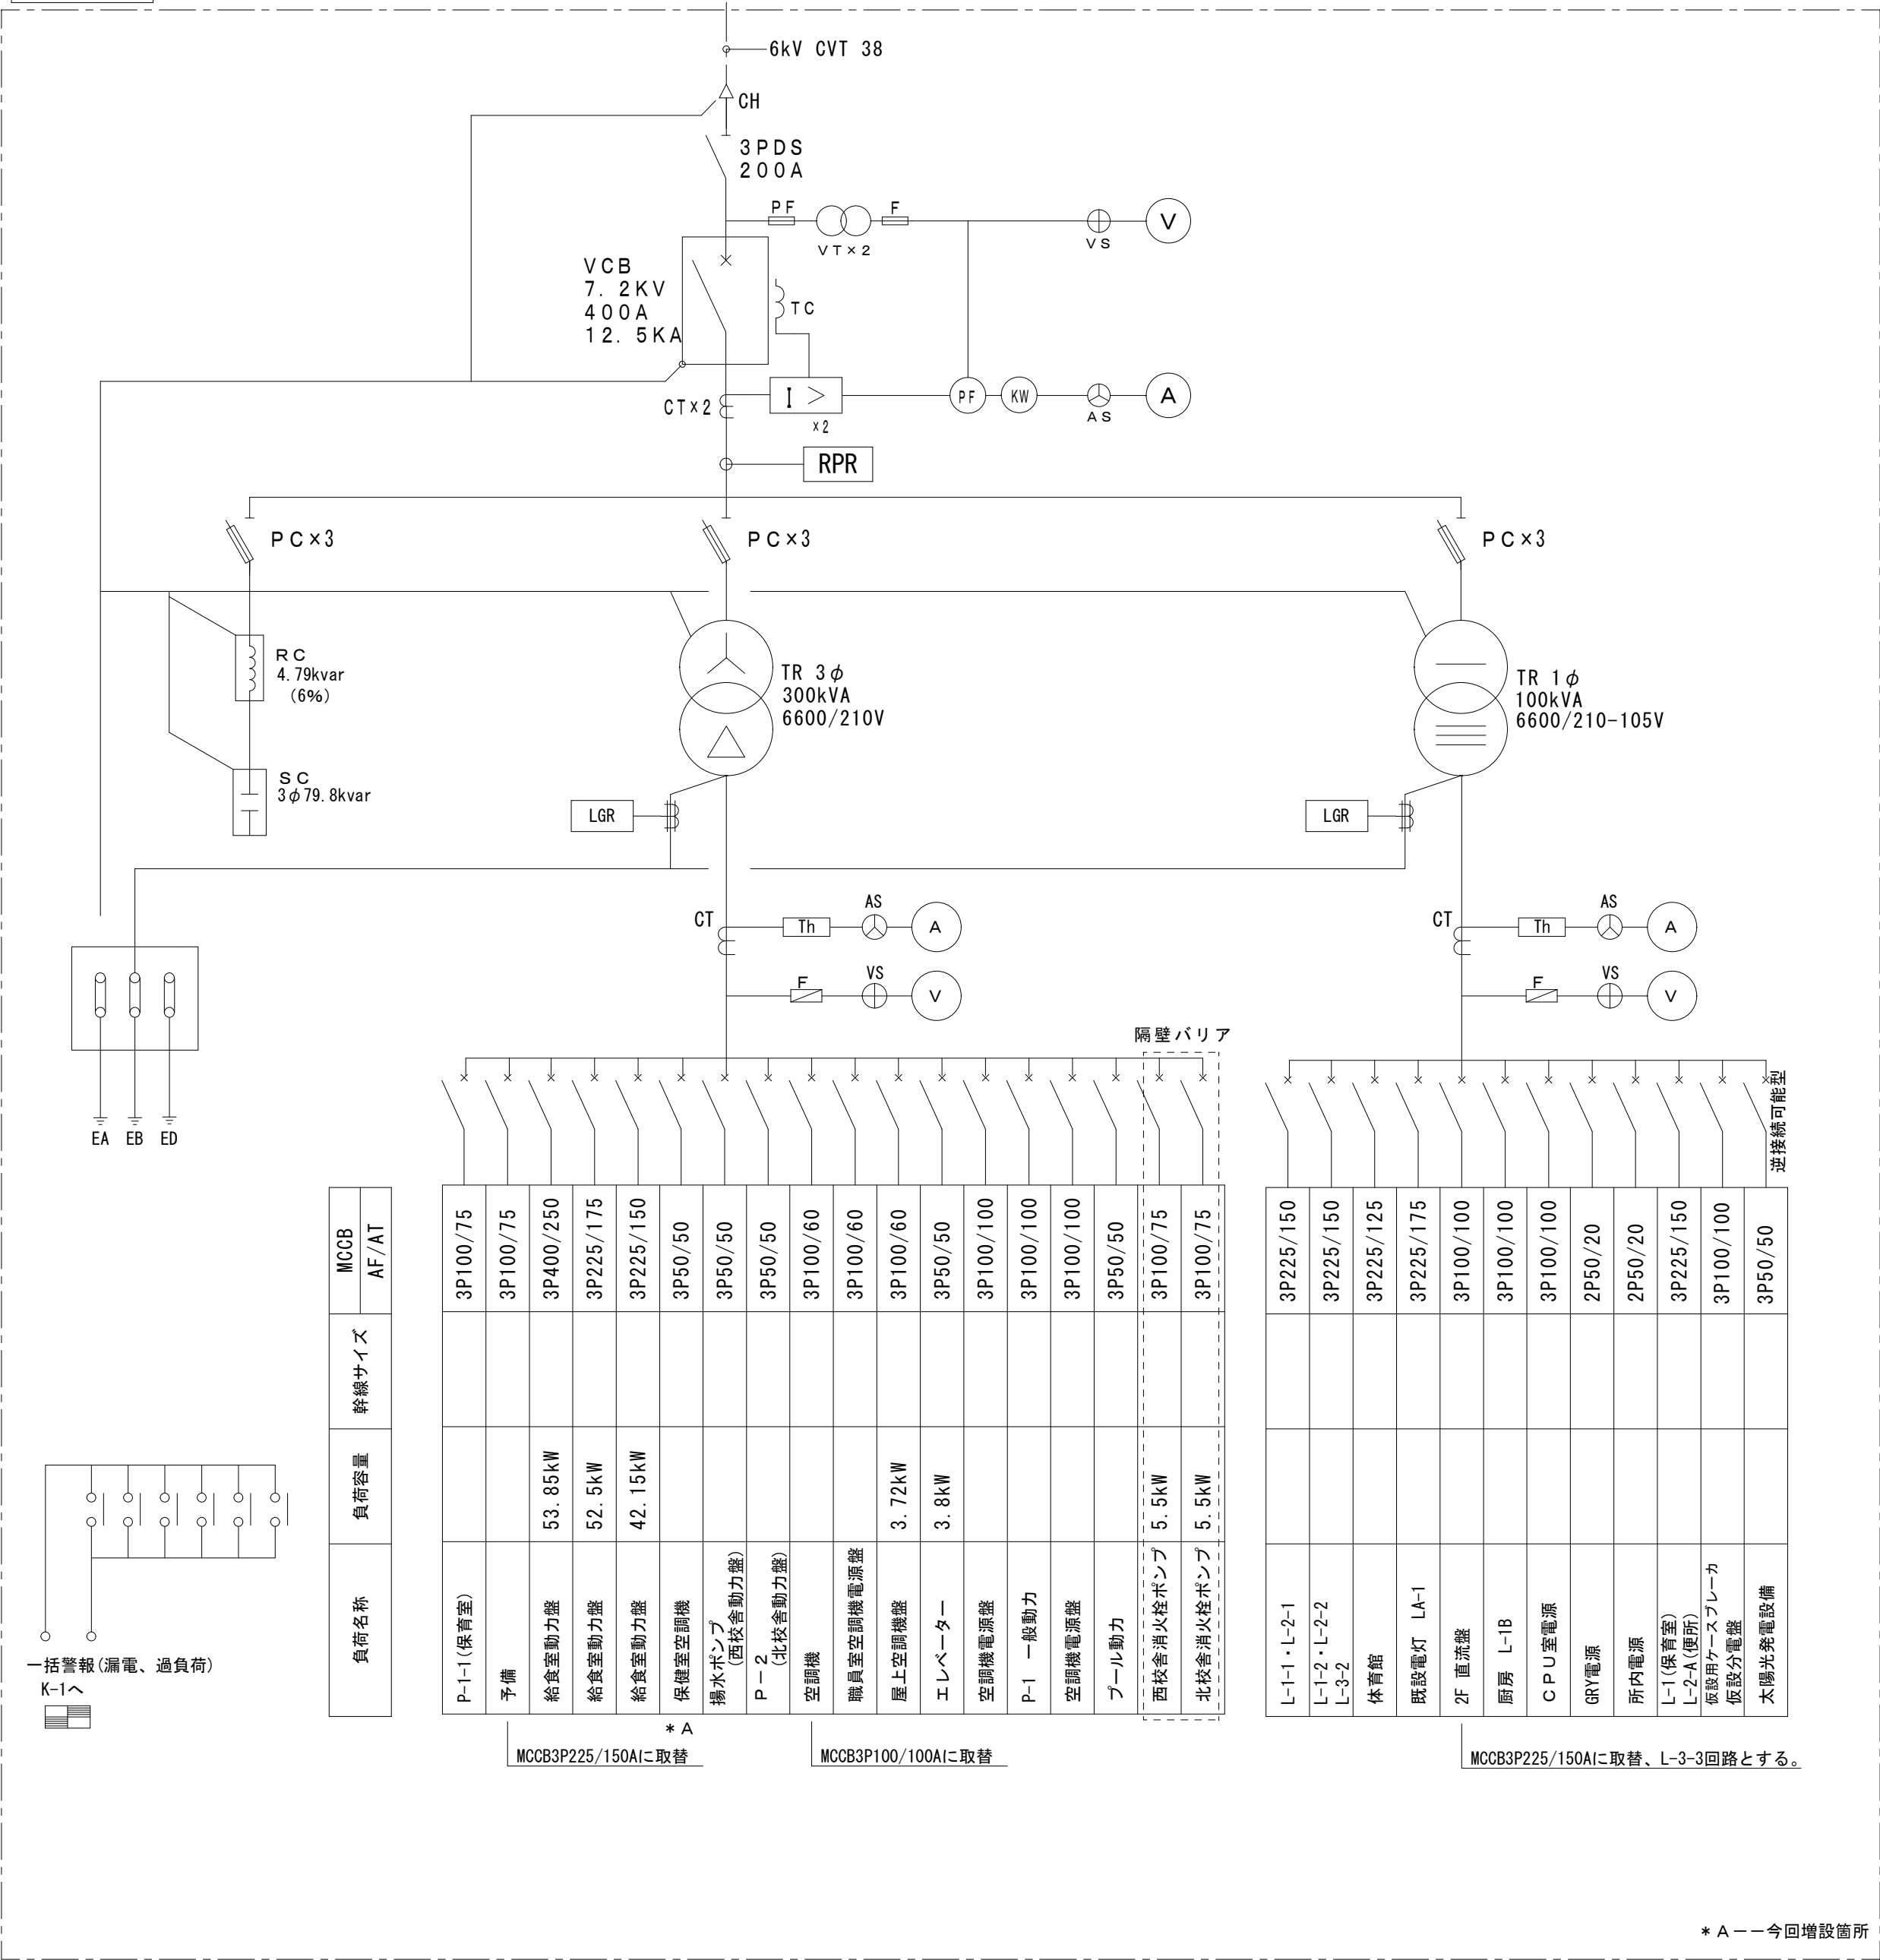 6kV CVT 38
CH
3PDS
200A
PF
F
VT×2
VS
V
VCB
7.2KV
400A
12.5KA
TC
CT×2
I >
×2
PF
KW
AS
A
RPR
PC×3
PC×3
PC×3
RC
4.79kvar
(6%)
SC
3φ79.8kvar
TR 3φ
300kVA
6600/210V
TR 1φ
100kVA
6600/210-105V
LGR
LGR
CT
Th
AS
A
F
VS
V
CT
Th
AS
A
F
VS
V
EA
EB
ED
隔壁バリア
逆接続可能型
MCCB
AF/AT
幹線サイズ
負荷容量
負荷名称
3P100/75
P-1-1(保育室)
3P100/75
予備
3P400/250
53.85kW
給食室動力盤
3P225/175
52.5kW
給食室動力盤
3P225/150
42.15kW
給食室動力盤
3P50/50
保健室空調機
3P50/50
揚水ポンプ
(西校舎動力盤)
3P50/50
P-2
(北校舎動力盤)
3P100/60
空調機
3P100/60
職員室空調機電源盤
3P100/60
3.72kW
屋上空調機盤
3P50/50
3.8kW
エレベーター
3P100/100
空調機電源盤
3P100/100
P-1 一般動力
3P100/100
空調機電源盤
3P50/50
プール動力
3P100/75
5.5kW
西校舎消火栓ポンプ
3P100/75
5.5kW
北校舎消火栓ポンプ
3P225/150
L-1-1・L-2-1
3P225/150
L-1-2・L-2-2
L-3-2
3P225/125
体育館
3P225/175
既設電灯 LA-1
3P100/100
2F 直流盤
3P100/100
厨房 L-1B
3P100/100
CPU室電源
2P50/20
GRY電源
2P50/20
所内電源
3P225/150
L-1(保育室)
L-2-A(便所)
3P100/100
仮設用ケースブレーカ
仮設分電盤
3P50/50
太陽光発電設備
*A
MCCB3P225/150Aに取替
MCCB3P100/100Aに取替
MCCB3P225/150Aに取替、L-3-3回路とする。
一括警報(漏電、過負荷)
K-1へ
*A――今回増設箇所